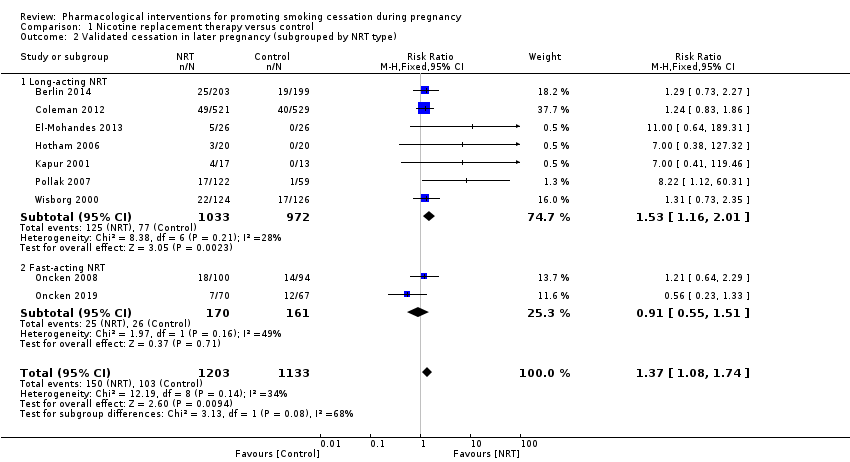 Review: Pharmacological interventions for promoting smoking cessation during pregnancy
Comparison: 1 Nicotine replacement therapy versus control
Outcome: 2 Validated cessation in later pregnancy (subgrouped by NRT type)
Study or subgroup NRT Control Risk Ratio Weight Risk Ratio
n/N n/N M-H,Fixed,95% CI M-H,Fixed,95% CI
1 Long-acting NRT
Berlin 2014 25/203 19/199 18.2 % 1.29 [ 0.73, 2.27 ]
Coleman 2012 49/521 40/529 37.7 % 1.24 [ 0.83, 1.86 ]
El-Mohandes 2013 5/26 0/26 0.5 % 11.00 [ 0.64, 189.31 ]
Hotham 2006 3/20 0/20 0.5 % 7.00 [ 0.38, 127.32 ]
Kapur 2001 4/17 0/13 0.5 % 7.00 [ 0.41, 119.46 ]
Pollak 2007 17/122 1/59 1.3 % 8.22 [ 1.12, 60.31 ]
Wisborg 2000 22/124 17/126 16.0 % 1.31 [ 0.73, 2.35 ]
Subtotal (95% CI) 1033 972 74.7 % 1.53 [ 1.16, 2.01 ]
Total events: 125 (NRT), 77 (Control)
Heterogeneity: Chi² = 8.38, df = 6 (P = 0.21); I² =28%
Test for overall effect: Z = 3.05 (P = 0.0023)
2 Fast-acting NRT
Oncken 2008 18/100 14/94 13.7 % 1.21 [ 0.64, 2.29 ]
Oncken 2019 7/70 12/67 11.6 % 0.56 [ 0.23, 1.33 ]
Subtotal (95% CI) 170 161 25.3 % 0.91 [ 0.55, 1.51 ]
Total events: 25 (NRT), 26 (Control)
Heterogeneity: Chi² = 1.97, df = 1 (P = 0.16); I² =49%
Test for overall effect: Z = 0.37 (P = 0.71)
Total (95% CI) 1203 1133 100.0 % 1.37 [ 1.08, 1.74 ]
Total events: 150 (NRT), 103 (Control)
Heterogeneity: Chi² = 12.19, df = 8 (P = 0.14); I² =34%
Test for overall effect: Z = 2.60 (P = 0.0094)
Test for subgroup differences: Chi² = 3.13, df = 1 (P = 0.08), I² =68%
0.01 0.1 1 10 100
Favours [Control] Favours [NRT]